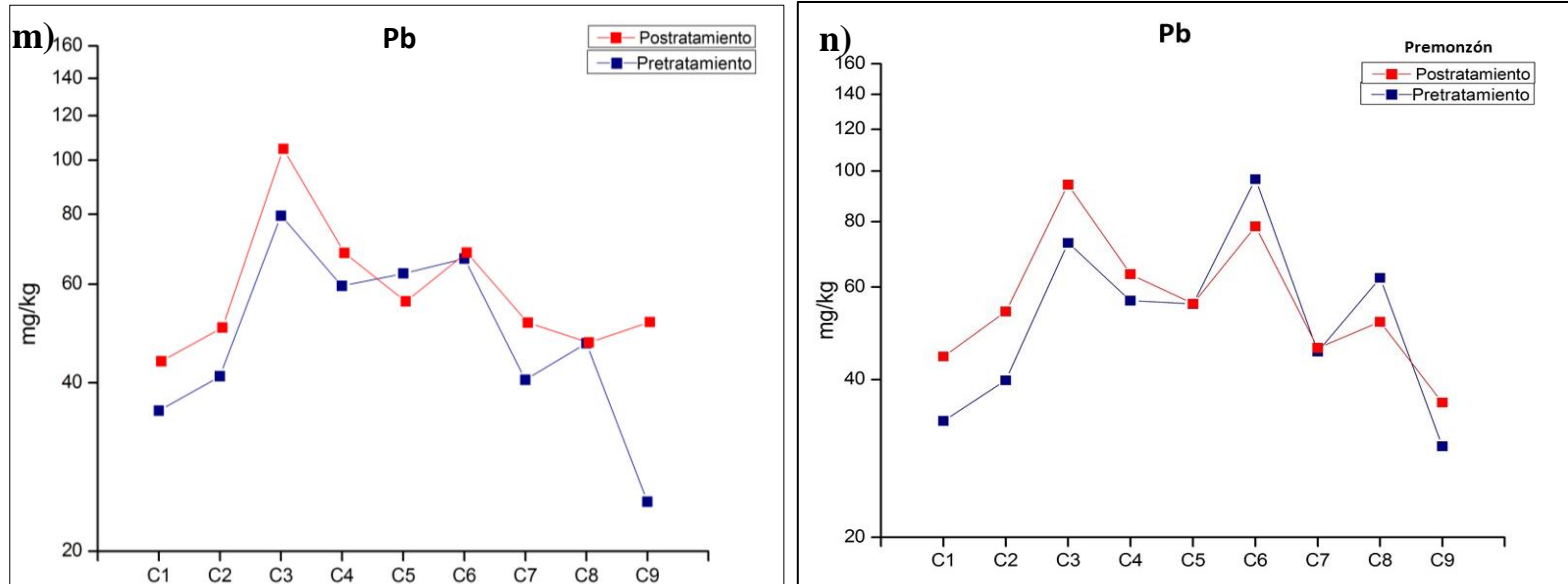 m)
Pb
Postratamiento
Pretratamiento
160
140
120
100
80
60
40
20
mg/kg
C1 C2 C3 C4 C5 C6 C7 C8 C9
n)
Pb
Premonzón
Postratamiento
Pretratamiento
160
140
120
100
80
60
40
20
mg/kg
C1 C2 C3 C4 C5 C6 C7 C8 C9